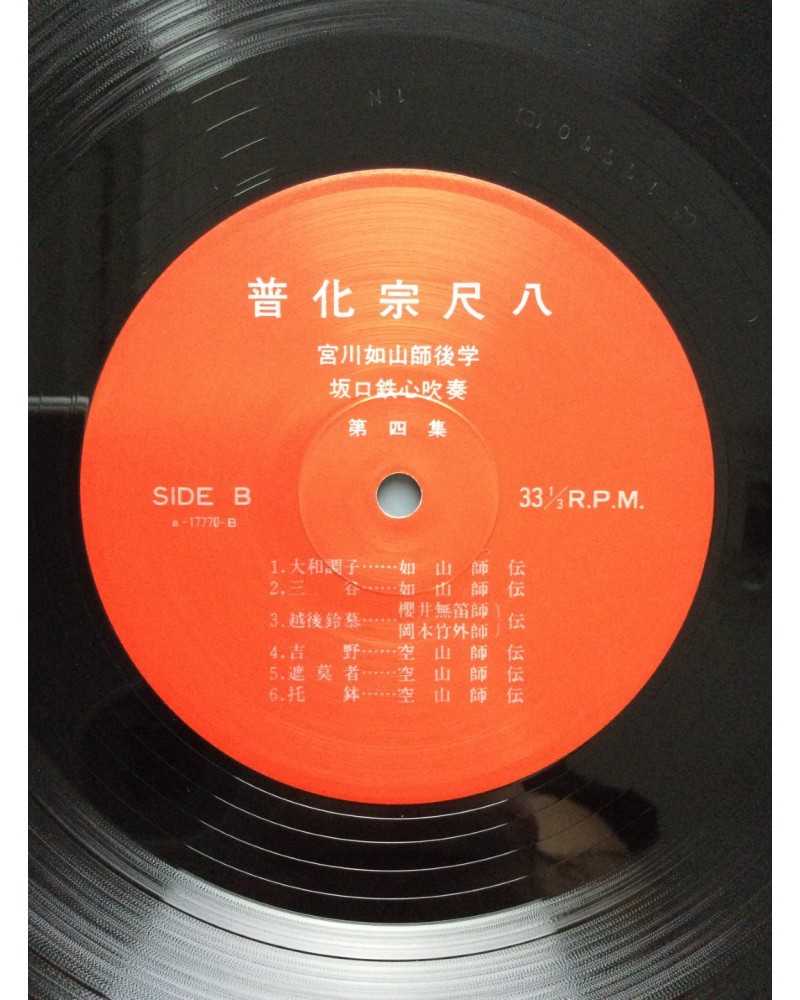 普化宗尺八
宮川如山師後学
坂口鉄心吹奏
第四集
SIDE B
33 1/3 R.P.M.
a-17770-B
1. 大和調子……如山師伝
2. 三谷……如山師伝
3. 越後鈴慕……櫻井無笛師 岡本竹外師}伝
4. 吉野……空山師伝
5. 遮莫者……空山師伝
6. 托鉢……空山師伝